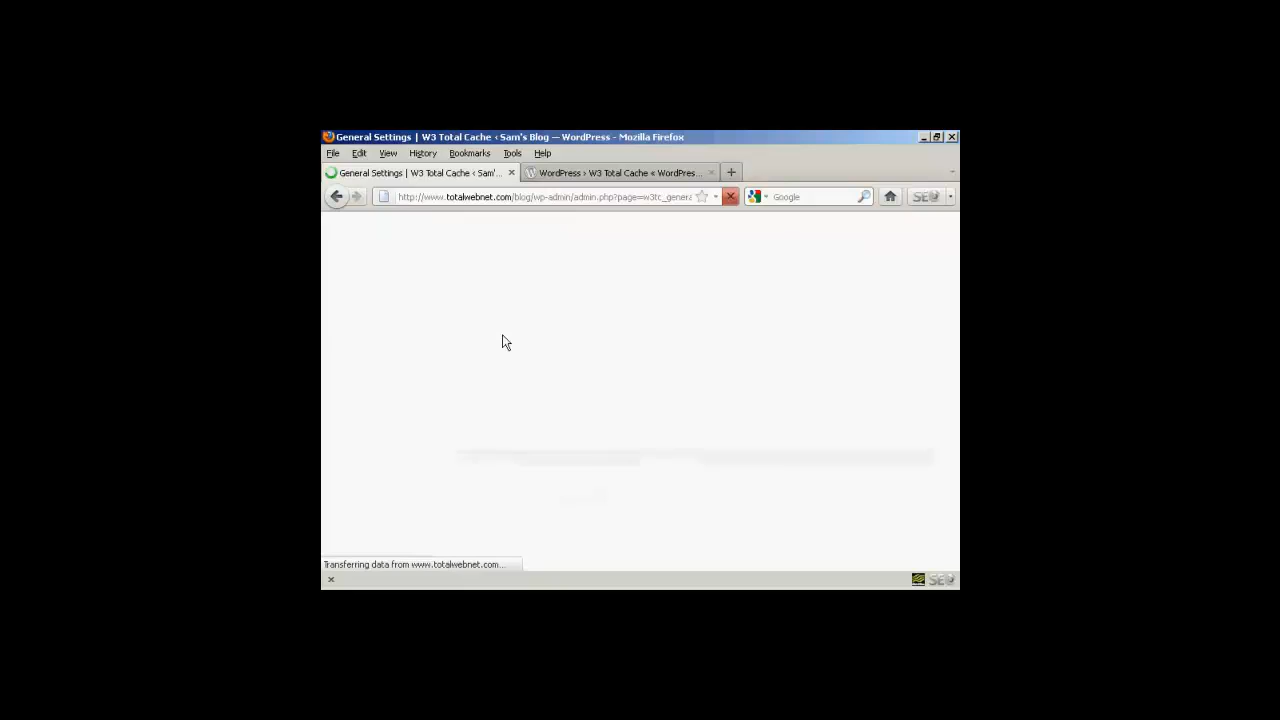 General Settings | W3 Total Cache ‹ Sam's Blog — WordPress - Mozilla Firefox
File Edit View History Bookmarks Tools Help
General Settings | W3 Total Cache ‹ Sam'... WordPress › W3 Total Cache « WordPres...
http://www.totalwebnet.com/blog/wp-admin/admin.php?page=w3tc_genera Google SEO
Transferring data from www.totalwebnet.com...
SEO